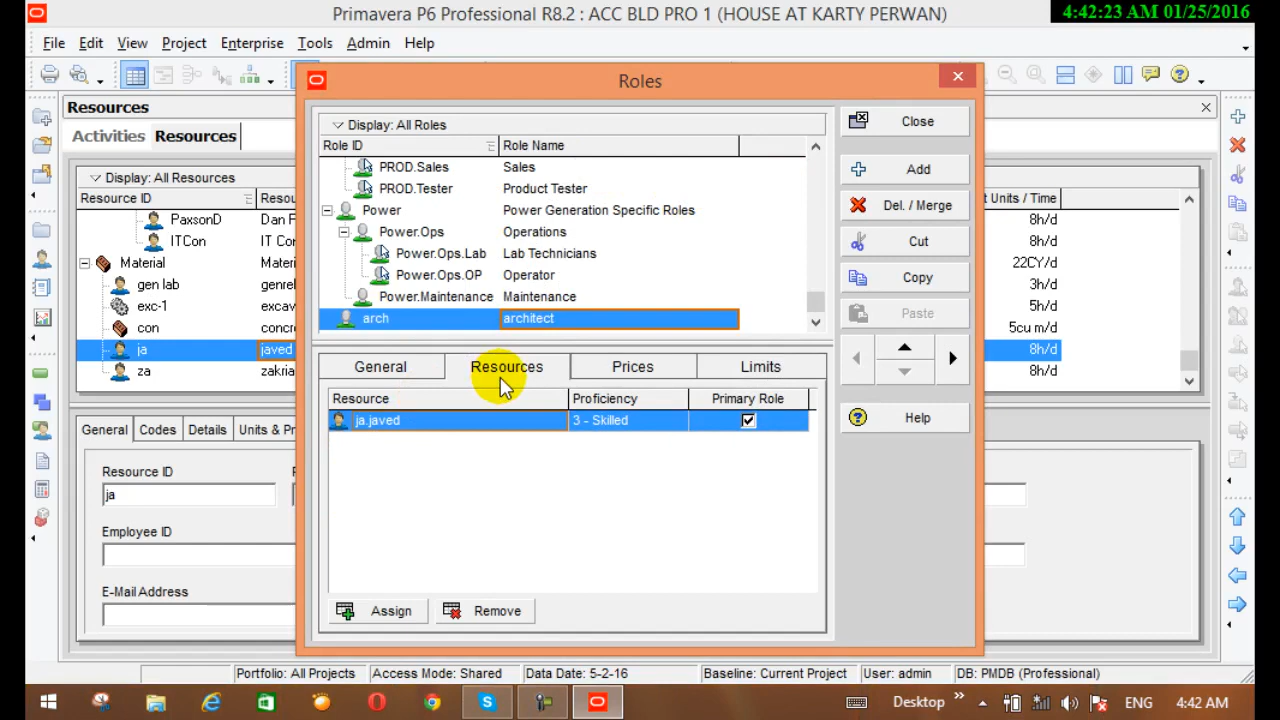 Primavera P6 Professional R8.2 : ACC BLD PRO 1 (HOUSE AT KARTY PERWAN)
4:42:23 AM 01/25/2016
File Edit View Project Enterprise Tools Admin Help
Resources
Activities Resources
Display: All Resources
Resource ID
PaxsonD Dan
ITCon IT
Material
gen lab
exc-1
con
ja javed
za
Units / Time
8h/d
8h/d
22CY/d
3h/d
5h/d
5cu m/d
8h/d
8h/d
General Codes Details
Resource ID
ja
Employee ID
E-Mail Address
Roles
Display: All Roles
Role ID Role Name
PROD.Sales Sales
PROD.Tester Product Tester
Power Power Generation Specific Roles
Power.Ops Operations
Power.Ops.Lab Lab Technicians
Power.Ops.OP Operator
Power.Maintenance Maintenance
arch architect
General Resources Prices Limits
Resource Proficiency Primary Role
ja.javed 3 - Skilled
Assign Remove
Close
Add
Del. / Merge
Cut
Copy
Paste
Help
Portfolio: All Projects Access Mode: Shared Data Date: 5-2-16 Baseline: Current Project User: admin DB: PMDB (Professional)
Desktop ENG 4:42 AM